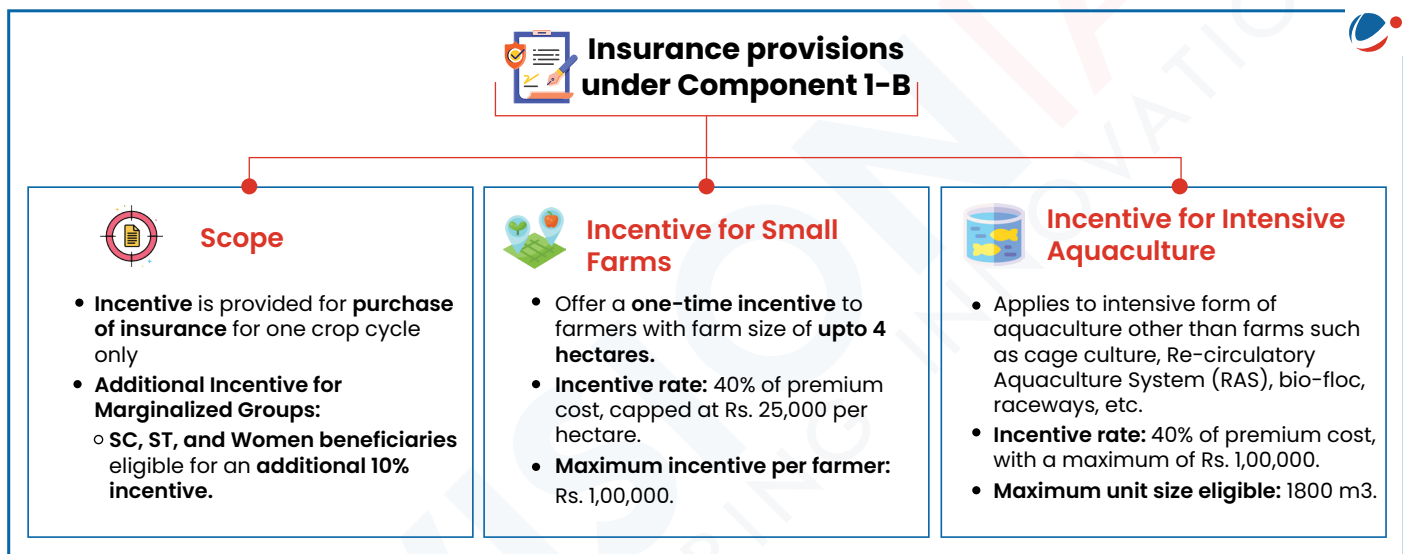 Insurance provisions
under Component 1-B
Scope
• Incentive is provided for purchase
of insurance for one crop cycle
only
• Additional Incentive for
Marginalized Groups:
○ SC, ST, and Women beneficiaries
eligible for an additional 10%
incentive.
Incentive for Small
Farms
• Offer a one-time incentive to
farmers with farm size of upto 4
hectares.
• Incentive rate: 40% of premium
cost, capped at Rs. 25,000 per
hectare.
• Maximum incentive per farmer:
Rs. 1,00,000.
Incentive for Intensive
Aquaculture
• Applies to intensive form of
aquaculture other than farms such
as cage culture, Re-circulatory
Aquaculture System (RAS), bio-floc,
raceways, etc.
• Incentive rate: 40% of premium cost,
with a maximum of Rs. 1,00,000.
• Maximum unit size eligible: 1800 m3.